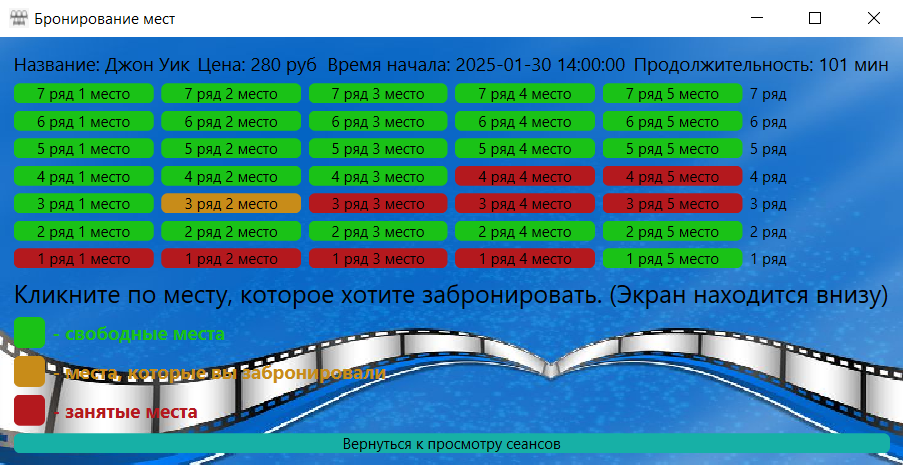 Бронирование мест
Название: Джон Уик Цена: 280 руб Время начала: 2025-01-30 14:00:00 Продолжительность: 101 мин
7 ряд 1 место 7 ряд 2 место 7 ряд 3 место 7 ряд 4 место 7 ряд 5 место 7 ряд
6 ряд 1 место 6 ряд 2 место 6 ряд 3 место 6 ряд 4 место 6 ряд 5 место 6 ряд
5 ряд 1 место 5 ряд 2 место 5 ряд 3 место 5 ряд 4 место 5 ряд 5 место 5 ряд
4 ряд 1 место 4 ряд 2 место 4 ряд 3 место 4 ряд 4 место 4 ряд 5 место 4 ряд
3 ряд 1 место 3 ряд 2 место 3 ряд 3 место 3 ряд 4 место 3 ряд 5 место 3 ряд
2 ряд 1 место 2 ряд 2 место 2 ряд 3 место 2 ряд 4 место 2 ряд 5 место 2 ряд
1 ряд 1 место 1 ряд 2 место 1 ряд 3 место 1 ряд 4 место 1 ряд 5 место 1 ряд
Кликните по месту, которое хотите забронировать. (Экран находится внизу)
- свободные места
- места, которые вы забронировали
- занятые места
Вернуться к просмотру сеансов